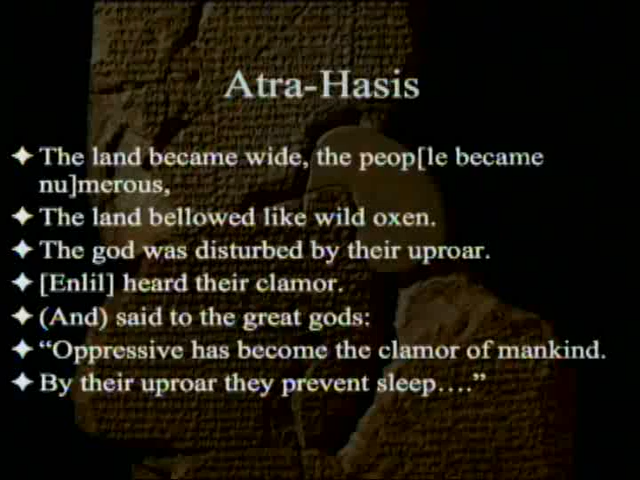 Atra-Hasis
✦ The land became wide, the peop[le became
nu]merous,
✦ The land bellowed like wild oxen.
✦ The god was disturbed by their uproar.
✦ [Enlil] heard their clamor.
✦ (And) said to the great gods:
✦ “Oppressive has become the clamor of mankind.
✦ By their uproar they prevent sleep….”